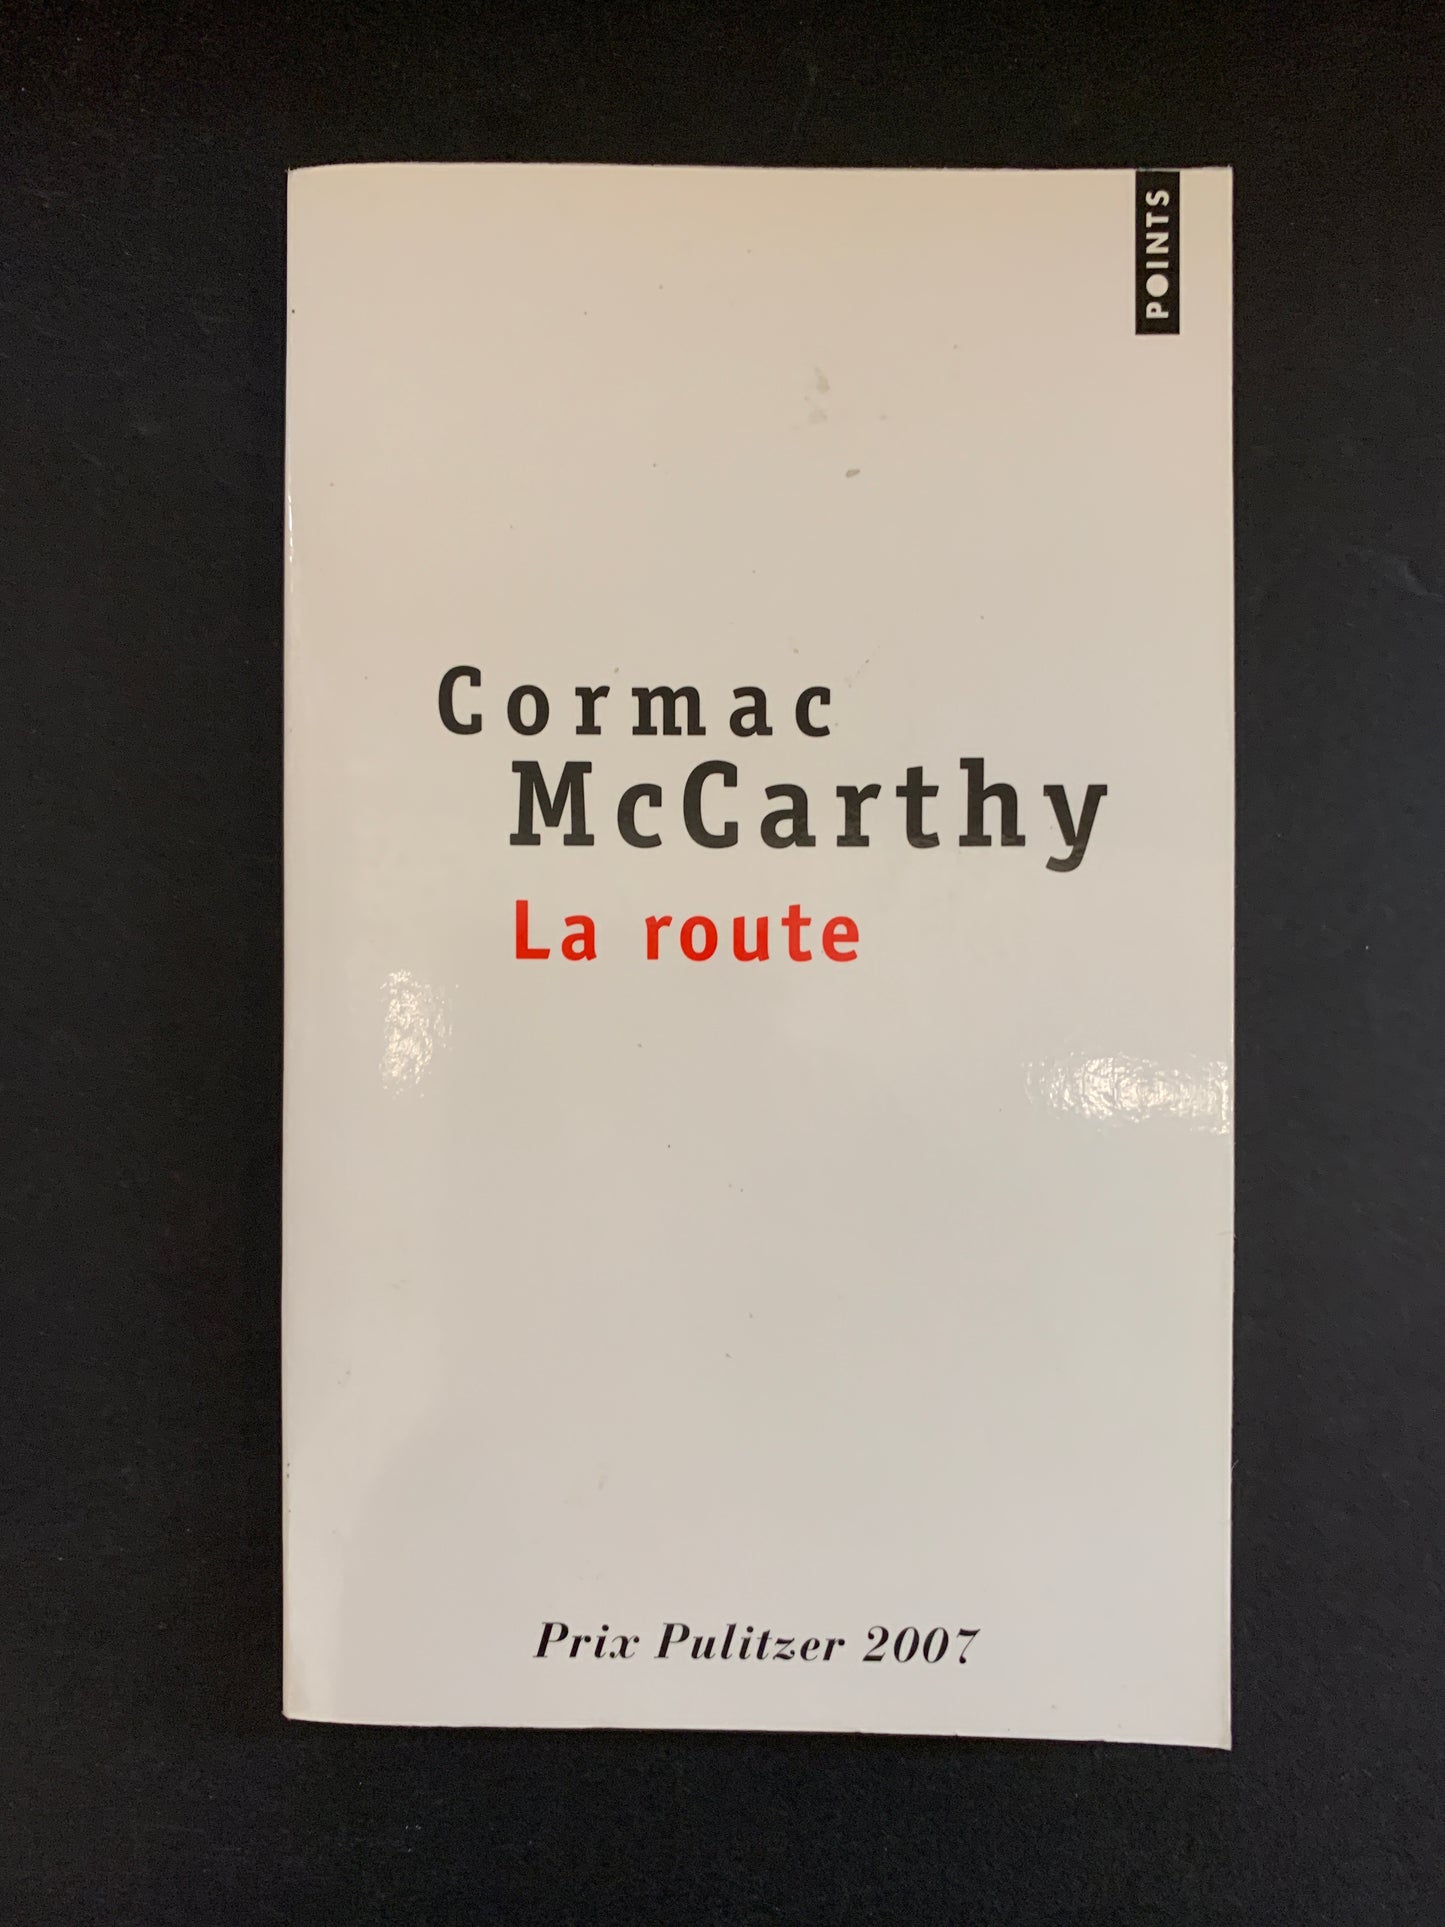 POINTS
Cormac
McCarthy
La route
Prix Pulitzer 2007